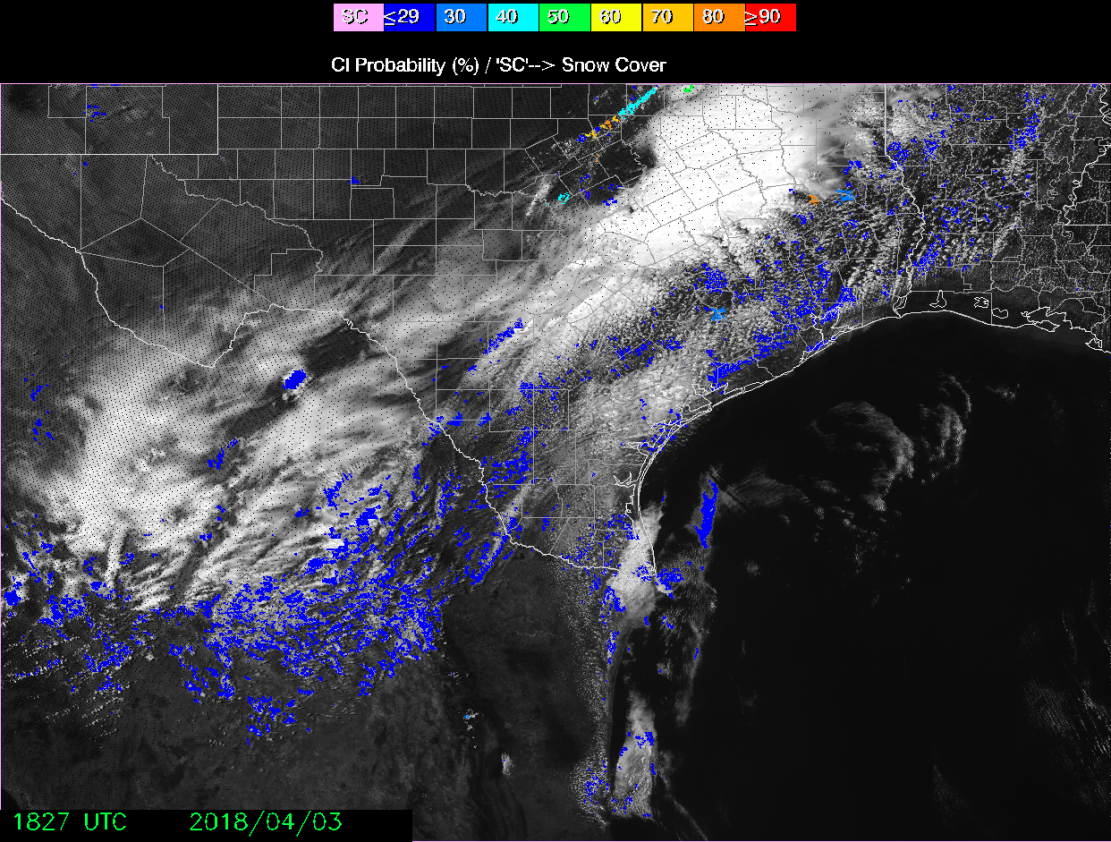 SC ≤29 30 40 50 60 70 80 ≥90
CI Probability (%) / 'SC'--> Snow Cover
1827 UTC 2018/04/03